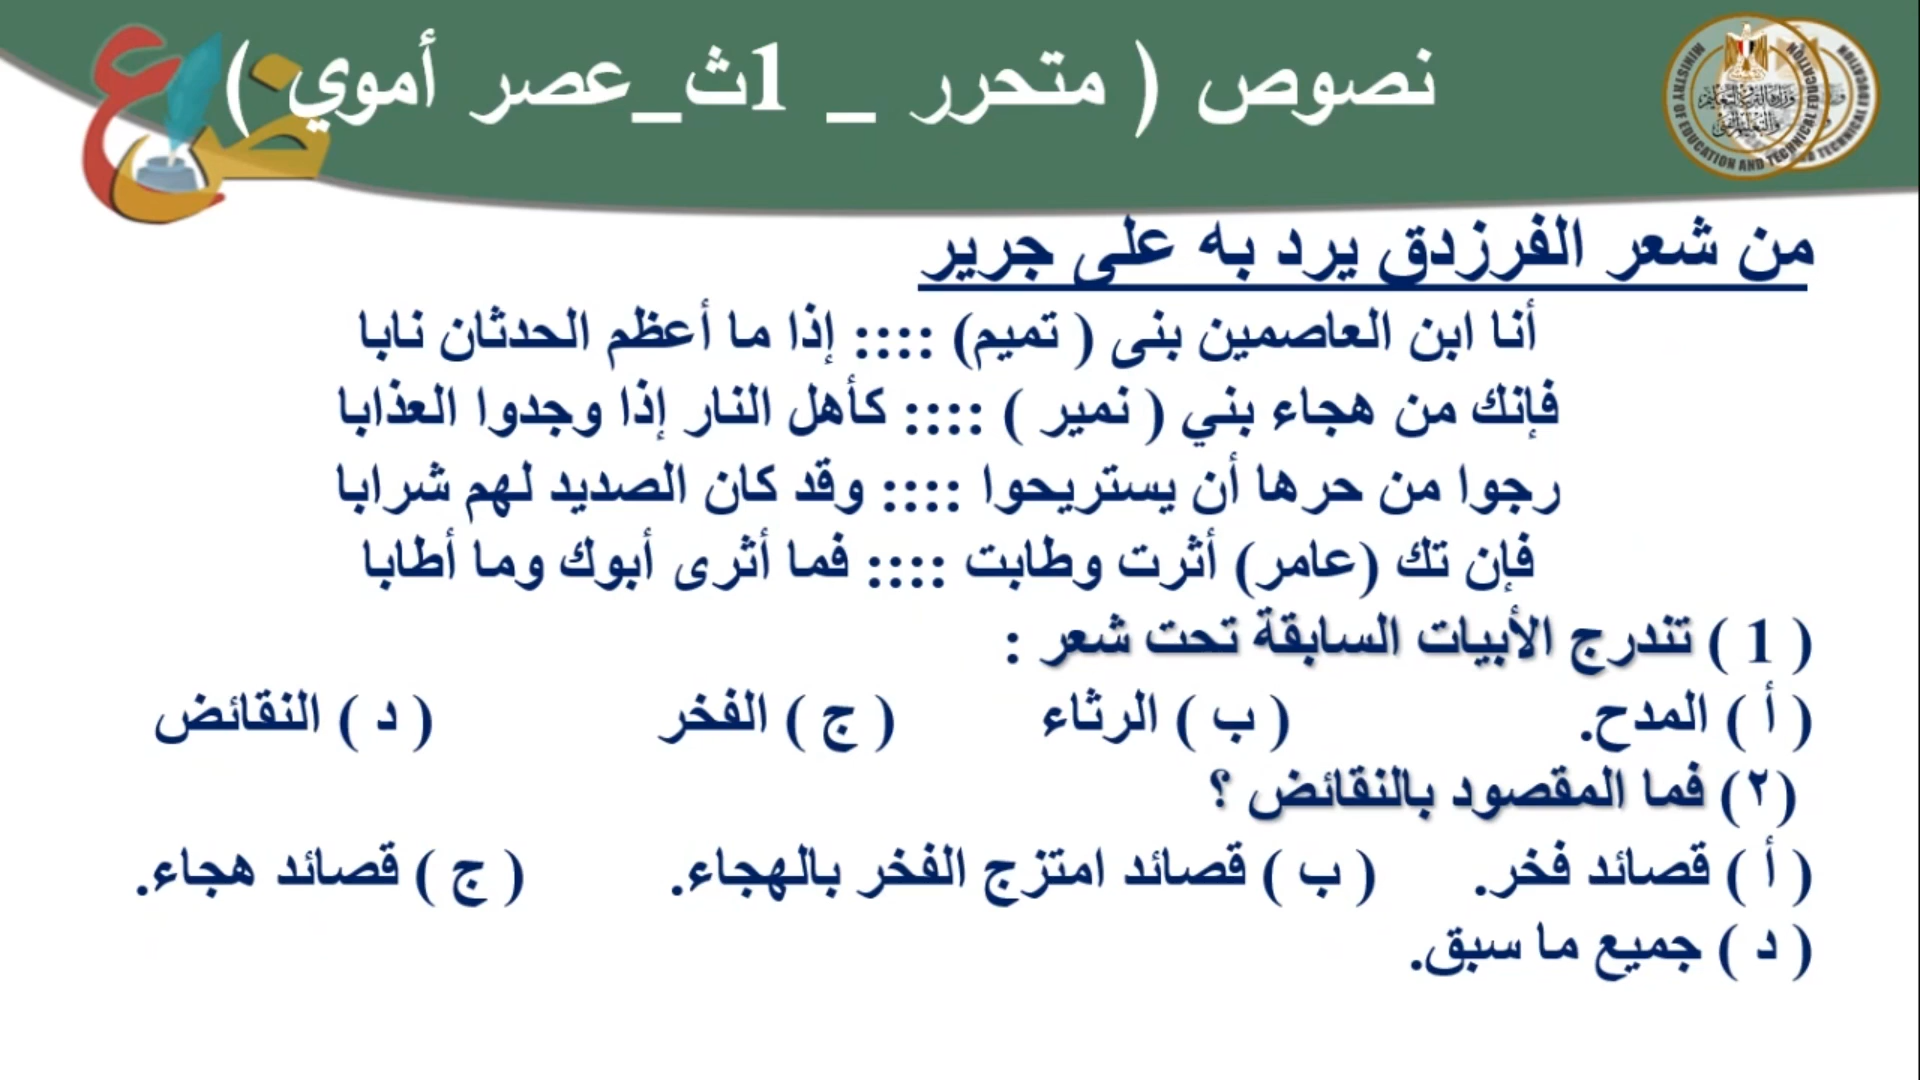 نصوص ( متحرر _ 1ث_عصر أموي )
من شعر الفرزدق يرد به على جرير
أنا ابن العاصمين بنى ( تميم) :::: إذا ما أعظم الحدثان نابا
فإنك من هجاء بني ( نمير ) :::: كأهل النار إذا وجدوا العذابا
رجوا من حرها أن يستريحوا :::: وقد كان الصديد لهم شرابا
فإن تك (عامر) أثرت وطابت :::: فما أثرى أبوك وما أطابا
( 1 ) تندرج الأبيات السابقة تحت شعر :
( أ ) المدح. ( ب ) الرثاء ( ج ) الفخر ( د ) النقائض
(٢) فما المقصود بالنقائض ؟
( أ ) قصائد فخر. ( ب ) قصائد امتزج الفخر بالهجاء. ( ج ) قصائد هجاء.
( د ) جميع ما سبق.